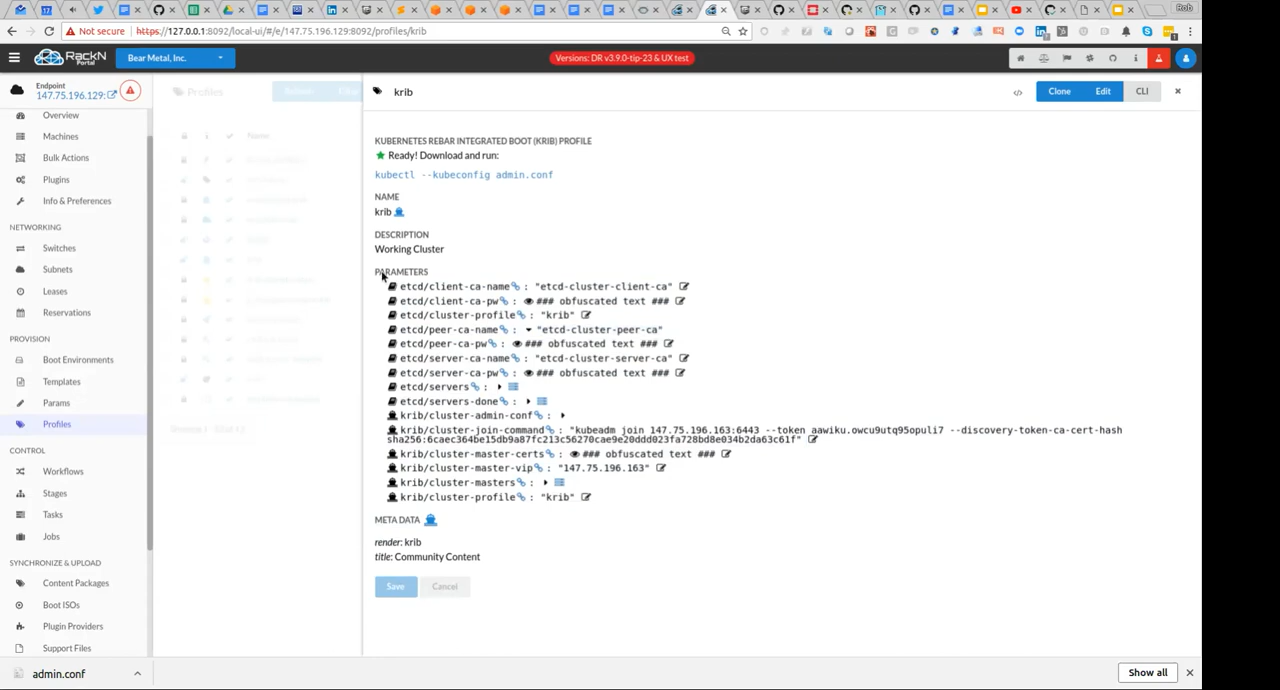 Rob
Not secure https://127.0.0.1:8092/local-ui/#/e/147.75.196.129:8092/profiles/krib
RACKN Portal
Bear Metal, Inc.
Versions: DR v3.9.0-tip-23 & UX test
Endpoint
147.75.196.129:
Overview
Machines
Bulk Actions
Plugins
Info & Preferences
NETWORKING
Switches
Subnets
Leases
Reservations
PROVISION
Boot Environments
Templates
Params
Profiles
CONTROL
Workflows
Stages
Tasks
Jobs
SYNCHRONIZE & UPLOAD
Content Packages
Boot ISOs
Plugin Providers
Support Files
Profiles
Refresh
Filter
Name
krib
Clone
Edit
CLI
KUBERNETES REBAR INTEGRATED BOOT (KRIB) PROFILE
Ready! Download and run:
kubectl --kubeconfig admin.conf
NAME
krib
DESCRIPTION
Working Cluster
PARAMETERS
etcd/client-ca-name : "etcd-cluster-client-ca"
etcd/client-ca-pw : ### obfuscated text ###
etcd/cluster-profile : "krib"
etcd/peer-ca-name : "etcd-cluster-peer-ca"
etcd/peer-ca-pw : ### obfuscated text ###
etcd/server-ca-name : "etcd-cluster-server-ca"
etcd/server-ca-pw : ### obfuscated text ###
etcd/servers :
etcd/servers-done :
krib/cluster-admin-conf :
krib/cluster-join-command : "kubeadm join 147.75.196.163:6443 --token aawiku.owcu9utq95opuli7 --discovery-token-ca-cert-hash
sha256:6caec364be15db9a87fc213c56270cae9e20ddd023fa728bd8e034b2da63c61f"
krib/cluster-master-certs : ### obfuscated text ###
krib/cluster-master-vip : "147.75.196.163"
krib/cluster-masters :
krib/cluster-profile : "krib"
META DATA
render: krib
title: Community Content
Save
Cancel
admin.conf
Show all